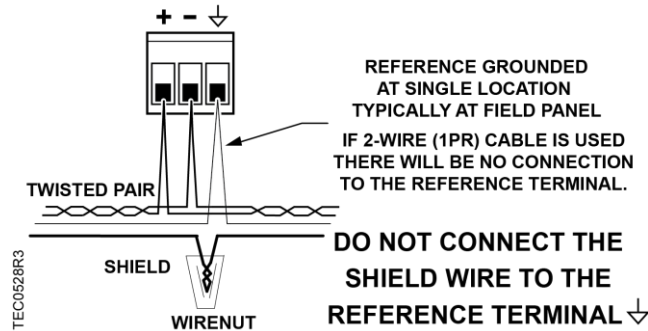 + - ⏚
REFERENCE GROUNDED
AT SINGLE LOCATION
TYPICALLY AT FIELD PANEL
IF 2-WIRE (1PR) CABLE IS USED
THERE WILL BE NO CONNECTION
TO THE REFERENCE TERMINAL.
TWISTED PAIR
SHIELD
WIRENUT
DO NOT CONNECT THE
SHIELD WIRE TO THE
REFERENCE TERMINAL ⏚
TEC0528R3